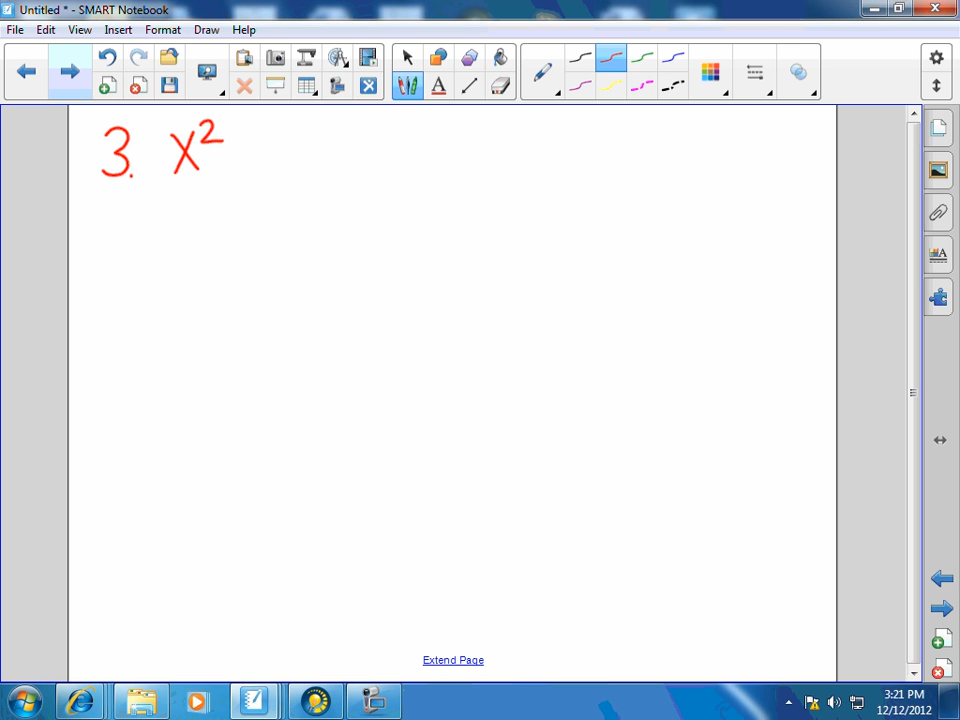 Untitled * - SMART Notebook
File Edit View Insert Format Draw Help
3. x²
Extend Page
3:21 PM
12/12/2012